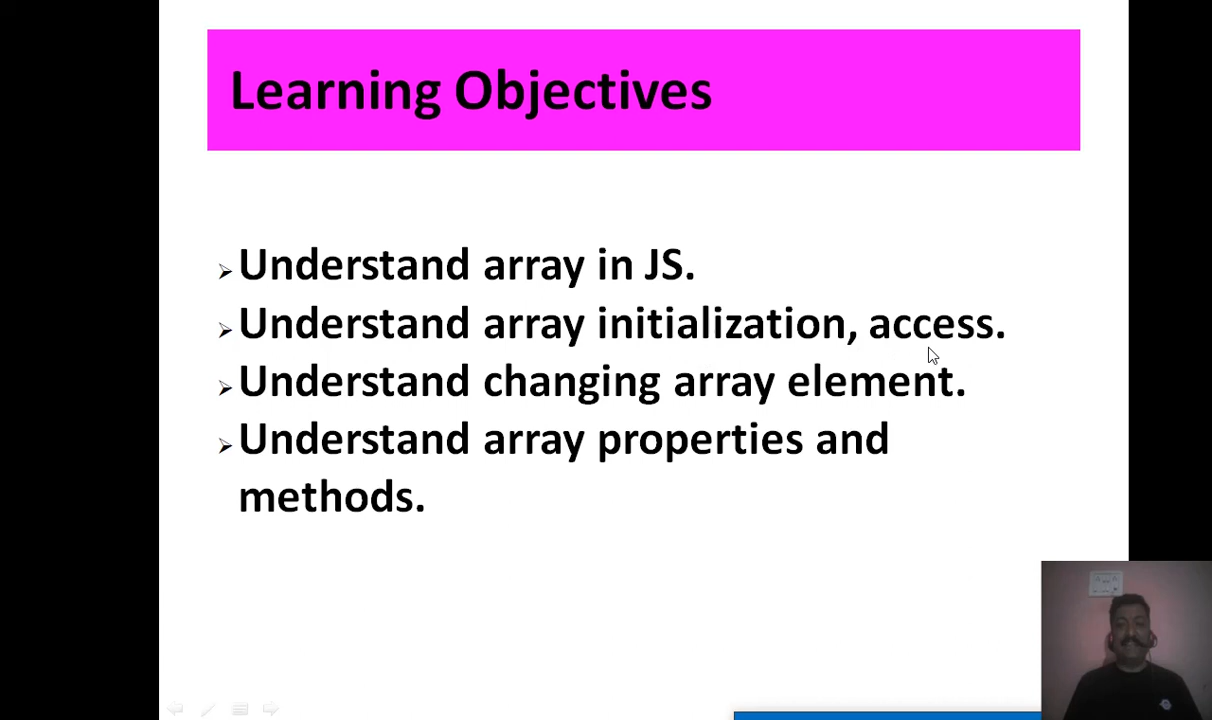 Learning Objectives
Understand array in JS.
Understand array initialization, access.
Understand changing array element.
Understand array properties and
methods.